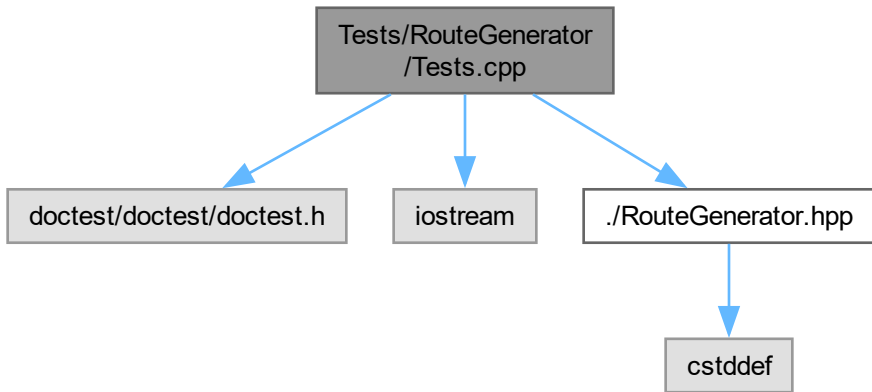 Tests/RouteGenerator
/Tests.cpp
doctest/doctest/doctest.h
iostream
./RouteGenerator.hpp
cstddef